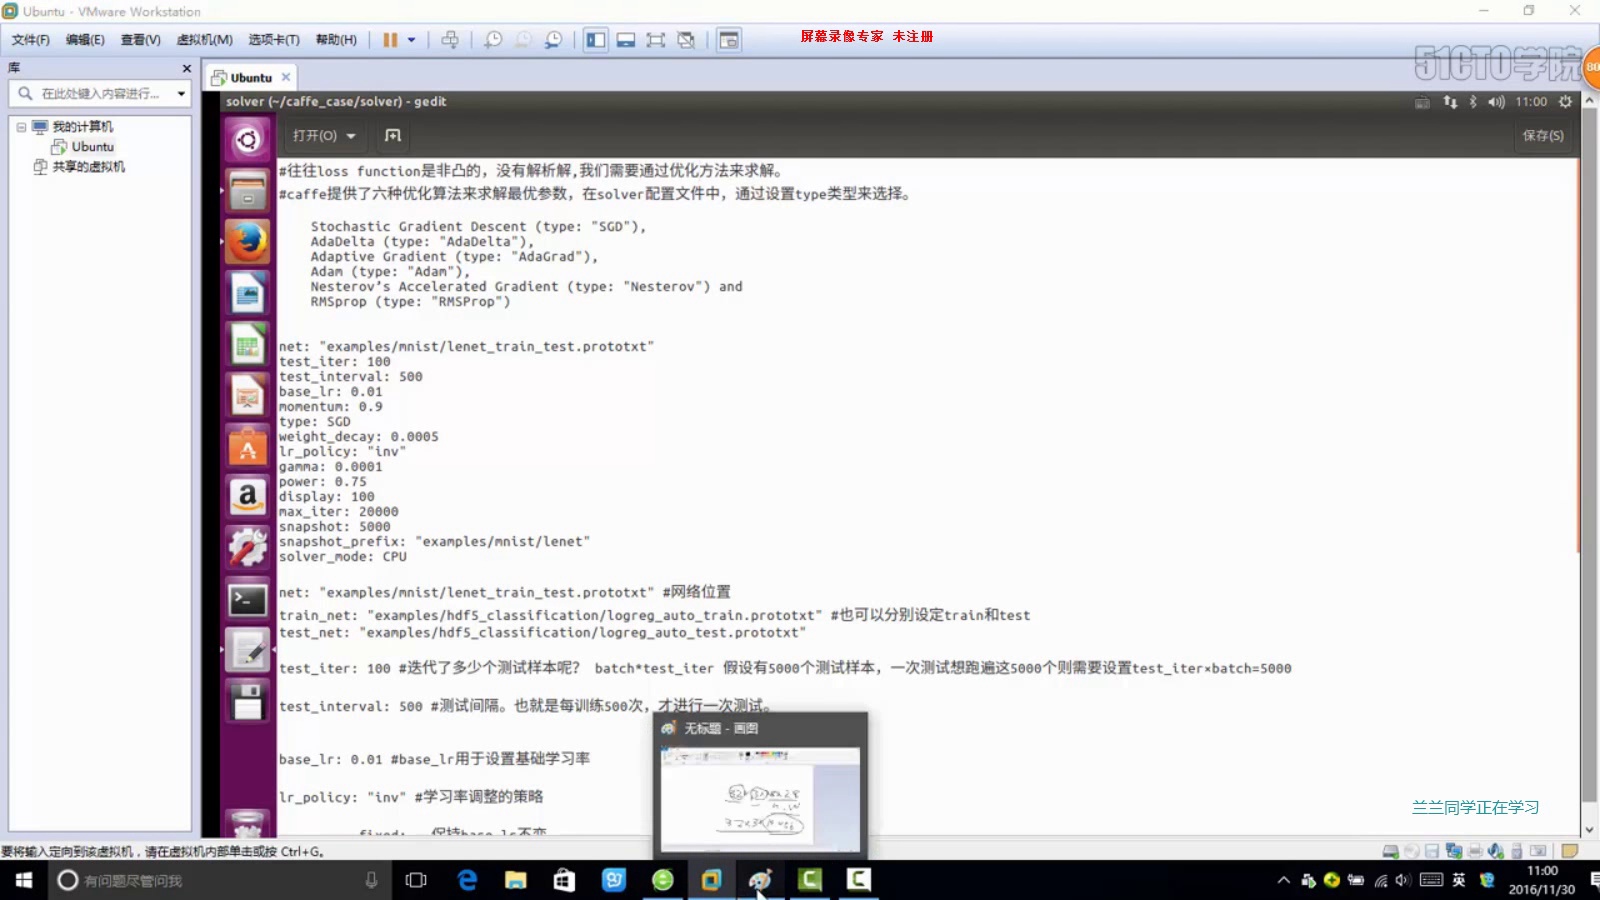 Ubuntu - VMware Workstation
文件(F) 编辑(E) 查看(V) 虚拟机(M) 选项卡(T) 帮助(H)
屏幕录像专家 未注册
51CTO学院
80
库
在此处键入内容进行...
我的计算机
Ubuntu
共享的虚拟机
Ubuntu
solver (~/caffe_case/solver) - gedit
11:00
打开(O)
保存(S)
#往往loss function是非凸的，没有解析解,我们需要通过优化方法来求解。
#caffe提供了六种优化算法来求解最优参数，在solver配置文件中，通过设置type类型来选择。
Stochastic Gradient Descent (type: "SGD"),
AdaDelta (type: "AdaDelta"),
Adaptive Gradient (type: "AdaGrad"),
Adam (type: "Adam"),
Nesterov’s Accelerated Gradient (type: "Nesterov") and
RMSprop (type: "RMSProp")
net: "examples/mnist/lenet_train_test.prototxt"
test_iter: 100
test_interval: 500
base_lr: 0.01
momentum: 0.9
type: SGD
weight_decay: 0.0005
lr_policy: "inv"
gamma: 0.0001
power: 0.75
display: 100
max_iter: 20000
snapshot: 5000
snapshot_prefix: "examples/mnist/lenet"
solver_mode: CPU
net: "examples/mnist/lenet_train_test.prototxt" #网络位置
train_net: "examples/hdf5_classification/logreg_auto_train.prototxt" #也可以分别设定train和test
test_net: "examples/hdf5_classification/logreg_auto_test.prototxt"
test_iter: 100 #迭代了多少个测试样本呢？ batch*test_iter 假设有5000个测试样本，一次测试想跑遍这5000个则需要设置test_iter×batch=5000
test_interval: 500 #测试间隔。也就是每训练500次，才进行一次测试。
base_lr: 0.01 #base_lr用于设置基础学习率
lr_policy: "inv" #学习率调整的策略
- fixed: 保持base_lr不变
无标题 - 画图
兰兰同学正在学习
要将输入定向到该虚拟机，请在虚拟机内部单击或按 Ctrl+G。
有问题尽管问我
英
11:00
2016/11/30